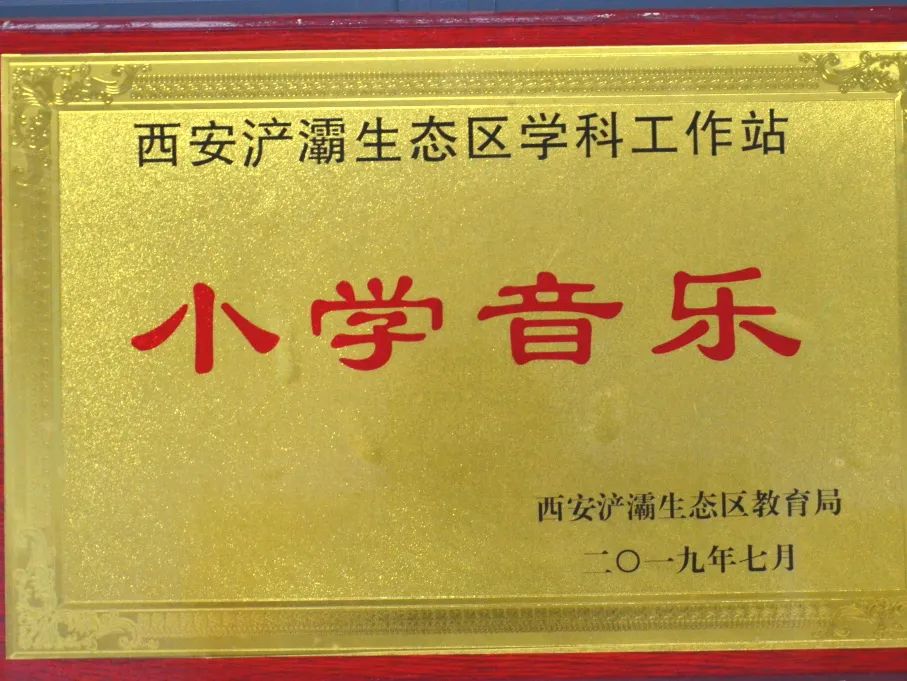 西安浐灞生态区学科工作站
小学音乐
西安浐灞生态区教育局
二〇一九年七月